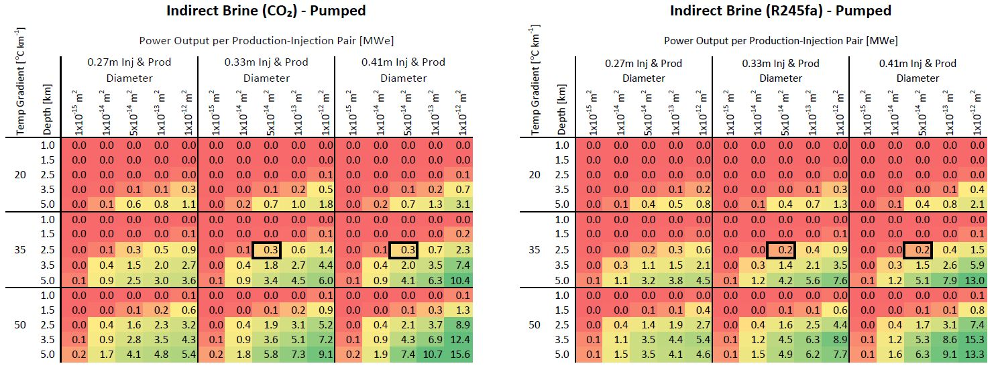 Indirect Brine (CO₂) - Pumped
Temp Gradient [°C km⁻¹]
Depth [km]
Power Output per Production-Injection Pair [MWe]
0.27m Inj & Prod Diameter
0.33m Inj & Prod Diameter
0.41m Inj & Prod Diameter
1x10⁻¹⁵ m² 1x10⁻¹⁴ m² 5x10⁻¹⁴ m² 1x10⁻¹³ m² 1x10⁻¹² m² 1x10⁻¹⁵ m² 1x10⁻¹⁴ m² 5x10⁻¹⁴ m² 1x10⁻¹³ m² 1x10⁻¹² m² 1x10⁻¹⁵ m² 1x10⁻¹⁴ m² 5x10⁻¹⁴ m² 1x10⁻¹³ m² 1x10⁻¹² m²
1.0 0.0 0.0 0.0 0.0 0.0 0.0 0.0 0.0 0.0 0.0 0.0 0.0 0.0 0.0 0.0
1.5 0.0 0.0 0.0 0.0 0.0 0.0 0.0 0.0 0.0 0.0 0.0 0.0 0.0 0.0 0.0
20 2.5 0.0 0.0 0.0 0.0 0.0 0.0 0.0 0.0 0.0 0.1 0.0 0.0 0.0 0.0 0.1
3.5 0.0 0.0 0.1 0.1 0.3 0.0 0.0 0.1 0.2 0.5 0.0 0.0 0.1 0.2 0.7
5.0 0.0 0.1 0.6 0.8 1.1 0.0 0.2 0.7 1.0 1.8 0.0 0.2 0.7 1.3 3.1
1.0 0.0 0.0 0.0 0.0 0.0 0.0 0.0 0.0 0.0 0.0 0.0 0.0 0.0 0.0 0.0
1.5 0.0 0.0 0.0 0.0 0.1 0.0 0.0 0.0 0.0 0.1 0.0 0.0 0.0 0.0 0.2
35 2.5 0.0 0.1 0.3 0.5 0.9 0.0 0.1 0.3 0.6 1.4 0.0 0.1 0.3 0.7 2.3
3.5 0.0 0.4 1.5 2.0 2.7 0.0 0.4 1.8 2.7 4.4 0.0 0.4 2.0 3.5 7.4
5.0 0.1 0.9 2.5 3.0 3.6 0.1 0.9 3.4 4.5 6.0 0.1 0.9 4.1 6.3 10.4
1.0 0.0 0.0 0.0 0.0 0.1 0.0 0.0 0.0 0.0 0.1 0.0 0.0 0.0 0.0 0.1
1.5 0.0 0.0 0.1 0.2 0.6 0.0 0.0 0.1 0.2 0.9 0.0 0.0 0.1 0.3 1.3
50 2.5 0.0 0.4 1.6 2.3 3.2 0.0 0.4 1.9 3.1 5.2 0.0 0.4 2.1 3.7 8.9
3.5 0.1 0.9 2.8 3.5 4.3 0.1 0.9 3.6 5.1 7.2 0.1 0.9 4.3 6.9 12.4
5.0 0.2 1.7 4.1 4.8 5.4 0.2 1.8 5.8 7.3 9.1 0.2 1.9 7.4 10.7 15.6
Indirect Brine (R245fa) - Pumped
Temp Gradient [°C km⁻¹]
Depth [km]
Power Output per Production-Injection Pair [MWe]
0.27m Inj & Prod Diameter
0.33m Inj & Prod Diameter
0.41m Inj & Prod Diameter
1x10⁻¹⁵ m² 1x10⁻¹⁴ m² 5x10⁻¹⁴ m² 1x10⁻¹³ m² 1x10⁻¹² m² 1x10⁻¹⁵ m² 1x10⁻¹⁴ m² 5x10⁻¹⁴ m² 1x10⁻¹³ m² 1x10⁻¹² m² 1x10⁻¹⁵ m² 1x10⁻¹⁴ m² 5x10⁻¹⁴ m² 1x10⁻¹³ m² 1x10⁻¹² m²
1.0 0.0 0.0 0.0 0.0 0.0 0.0 0.0 0.0 0.0 0.0 0.0 0.0 0.0 0.0 0.0
1.5 0.0 0.0 0.0 0.0 0.0 0.0 0.0 0.0 0.0 0.0 0.0 0.0 0.0 0.0 0.0
20 2.5 0.0 0.0 0.0 0.0 0.0 0.0 0.0 0.0 0.0 0.0 0.0 0.0 0.0 0.0 0.0
3.5 0.0 0.0 0.0 0.1 0.2 0.0 0.0 0.0 0.1 0.3 0.0 0.0 0.0 0.1 0.4
5.0 0.0 0.1 0.4 0.5 0.8 0.0 0.1 0.4 0.7 1.3 0.0 0.1 0.4 0.8 2.1
1.0 0.0 0.0 0.0 0.0 0.0 0.0 0.0 0.0 0.0 0.0 0.0 0.0 0.0 0.0 0.0
1.5 0.0 0.0 0.0 0.0 0.0 0.0 0.0 0.0 0.0 0.1 0.0 0.0 0.0 0.0 0.1
35 2.5 0.0 0.0 0.2 0.3 0.6 0.0 0.0 0.2 0.4 0.9 0.0 0.0 0.2 0.4 1.5
3.5 0.0 0.3 1.1 1.5 2.1 0.0 0.3 1.4 2.1 3.5 0.0 0.3 1.5 2.6 5.9
5.0 0.1 1.1 3.2 3.8 4.5 0.1 1.2 4.2 5.6 7.6 0.1 1.2 5.1 7.9 13.0
1.0 0.0 0.0 0.0 0.0 0.0 0.0 0.0 0.0 0.0 0.1 0.0 0.0 0.0 0.0 0.1
1.5 0.0 0.0 0.1 0.1 0.4 0.0 0.0 0.1 0.1 0.6 0.0 0.0 0.1 0.1 0.8
50 2.5 0.0 0.4 1.4 1.9 2.7 0.0 0.4 1.6 2.5 4.4 0.0 0.4 1.7 3.1 7.4
3.5 0.1 1.1 3.5 4.4 5.4 0.1 1.2 4.5 6.3 8.9 0.1 1.2 5.3 8.6 15.3
5.0 0.1 1.5 3.5 4.1 4.6 0.1 1.5 4.9 6.2 7.7 0.1 1.6 6.3 9.1 13.3